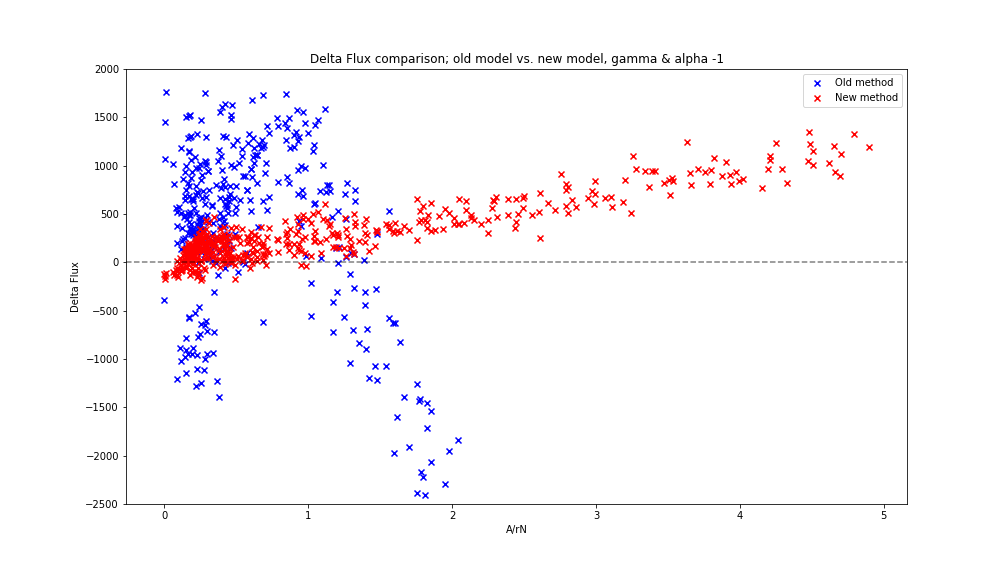 Delta Flux comparison; old model vs. new model, gamma & alpha -1
Old method
New method
2000
1500
1000
500
0
−500
−1000
−1500
−2000
−2500
Delta Flux
0 1 2 3 4 5
A/rN